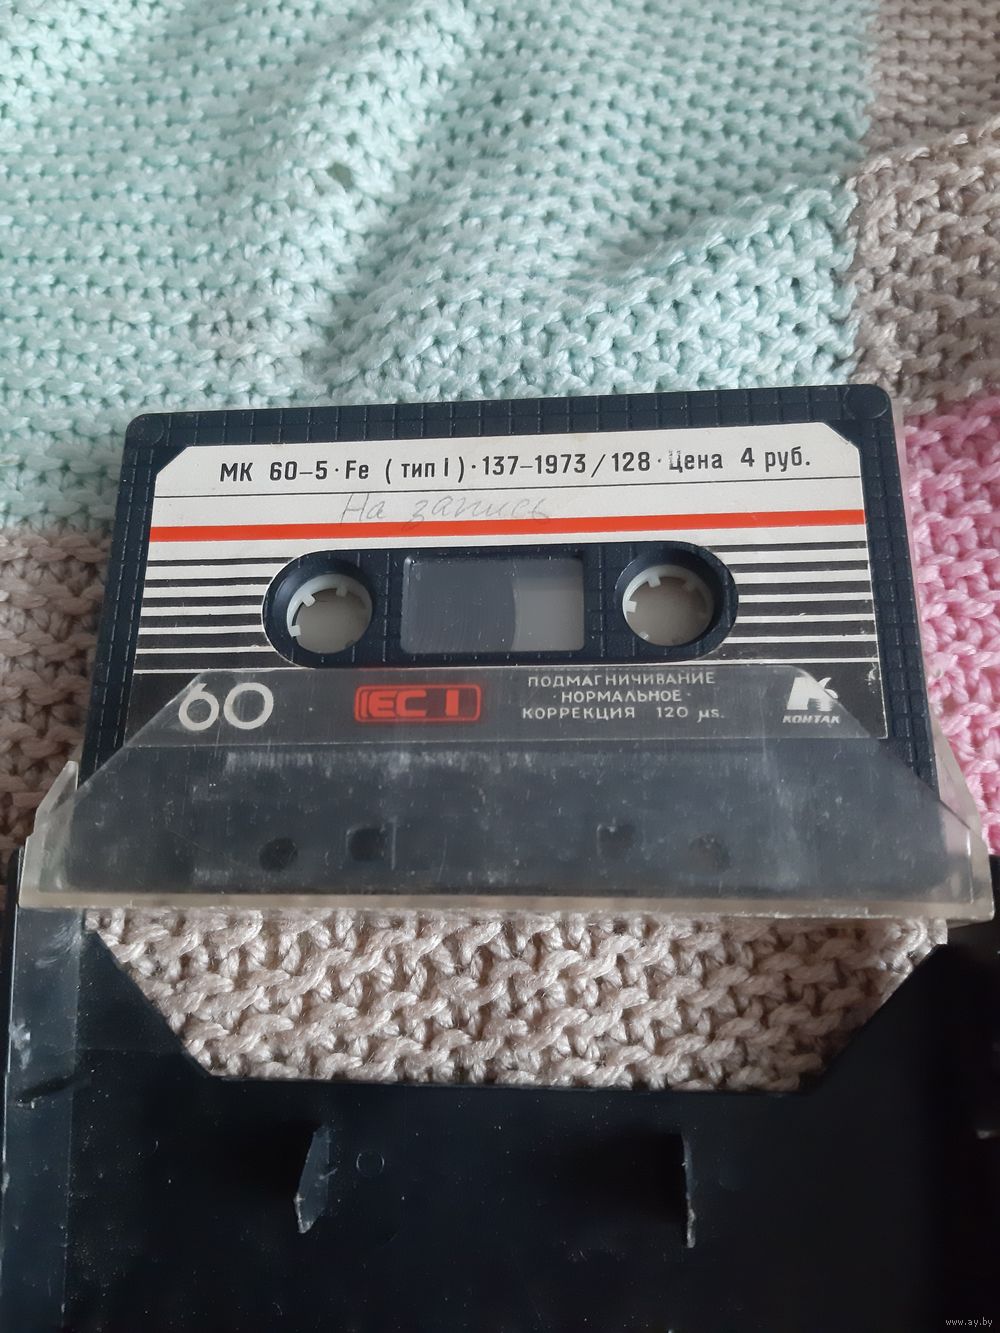 МК 60-5·Fe (тип I)·137-1973/128·Цена 4 руб.
На запись
60
IEC I
ПОДМАГНИЧИВАНИЕ
·НОРМАЛЬНОЕ·
КОРРЕКЦИЯ 120 μs.
КОНТАК
www.ay.by